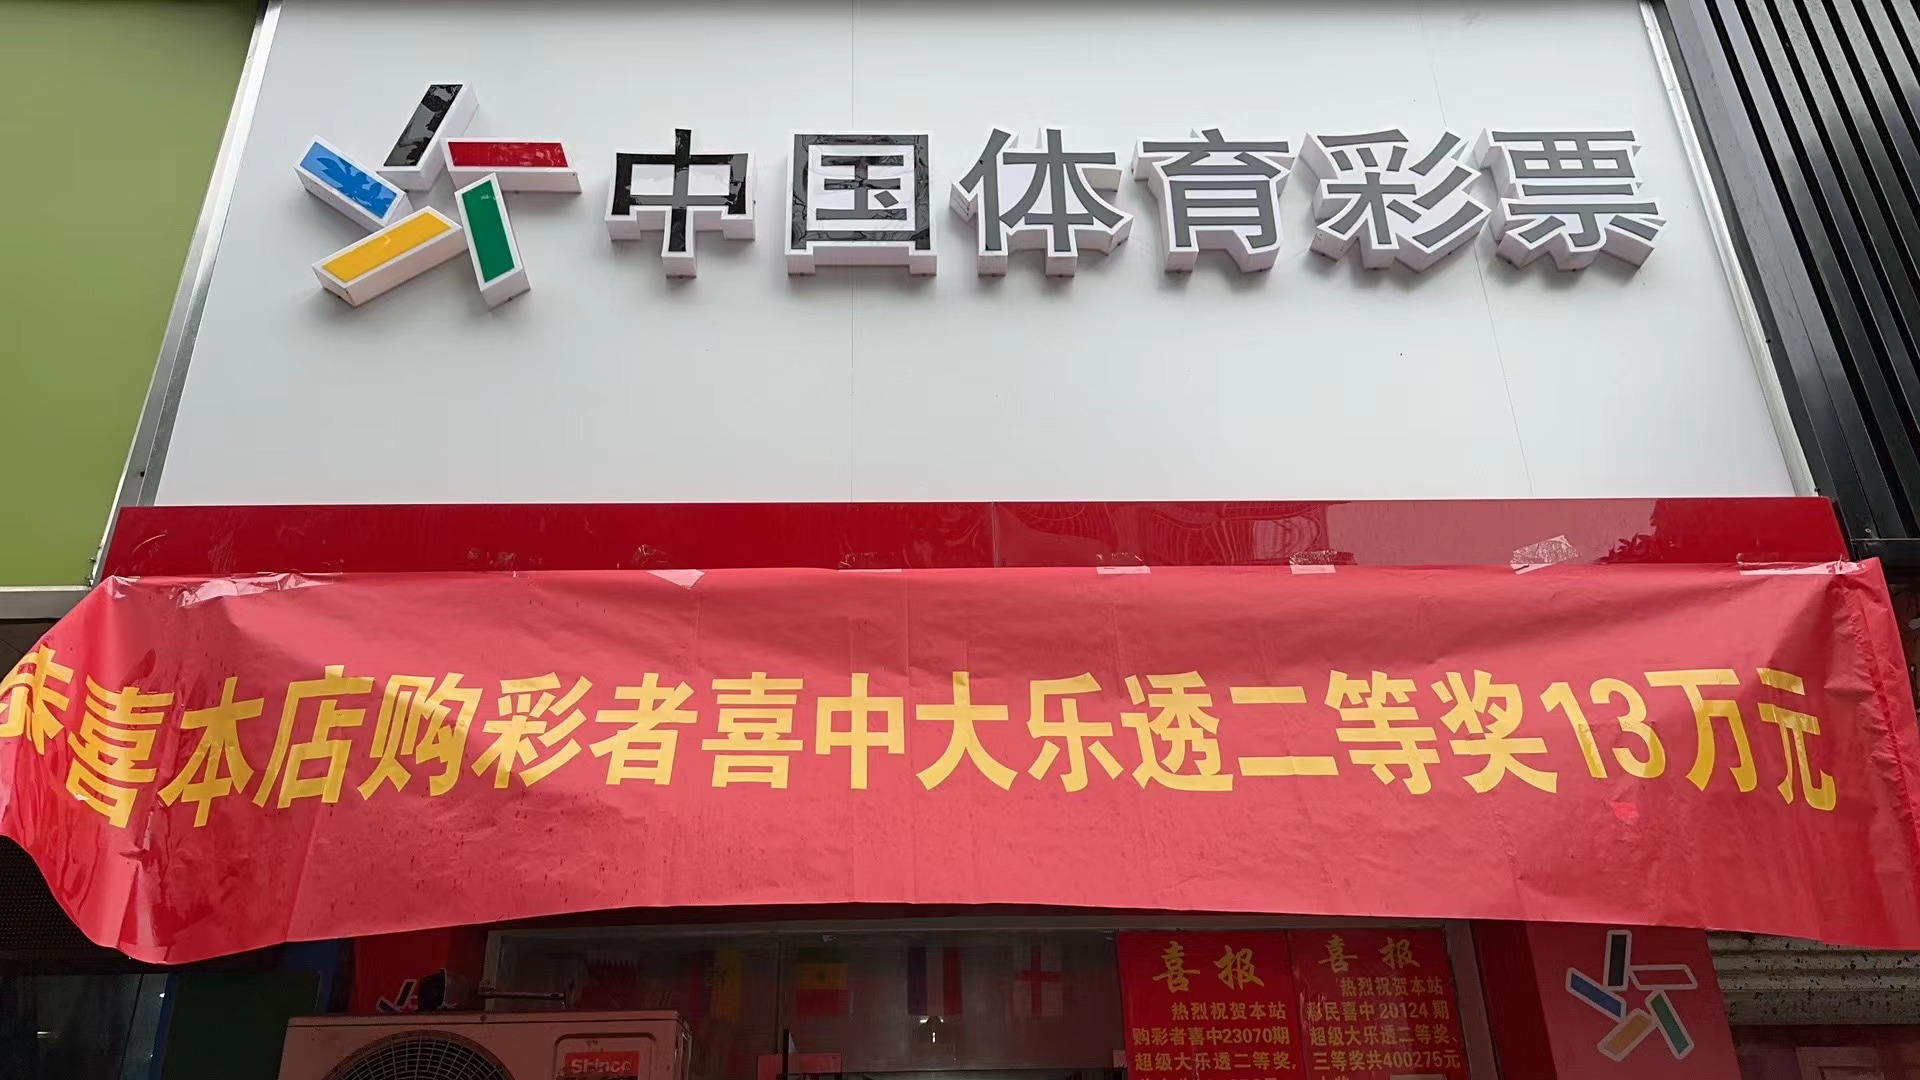 中国体育彩票
恭喜本店购彩者喜中大乐透二等奖13万元
喜报
热烈祝贺本站
购彩者喜中23070期
超级大乐透二等奖,
喜报
热烈祝贺本站
彩民喜中20124期
超级大乐透二等奖、
三等奖共400275元
Shinco